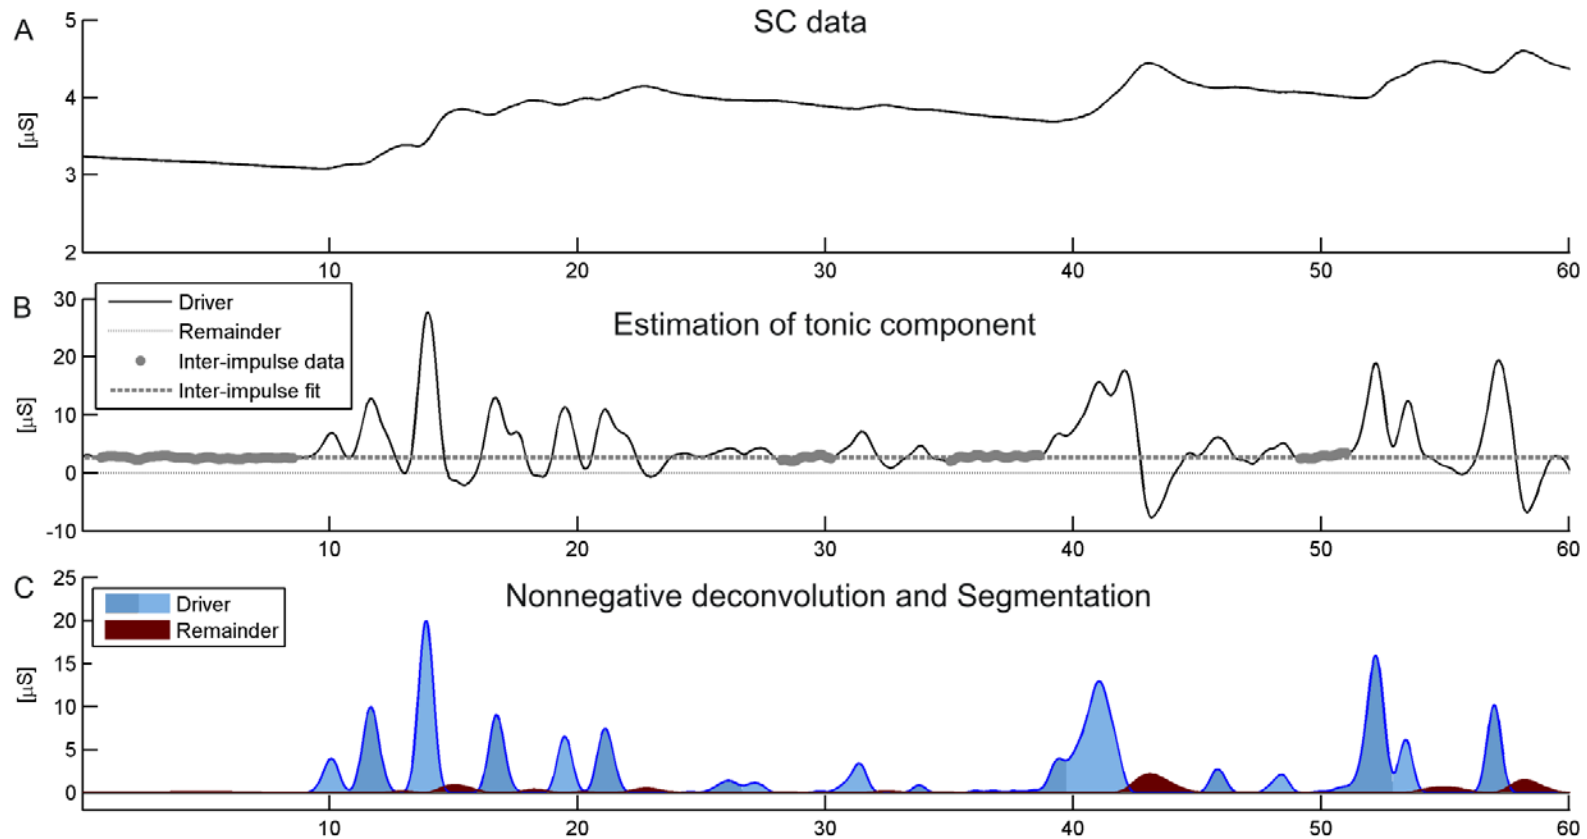 A
SC data
5
4
3
2
[µS]
10 20 30 40 50 60
B
Estimation of tonic component
Driver
Remainder
Inter-impulse data
Inter-impulse fit
30
20
10
0
-10
[µS]
10 20 30 40 50 60
C
Nonnegative deconvolution and Segmentation
Driver
Remainder
25
20
15
10
5
0
[µS]
10 20 30 40 50 60